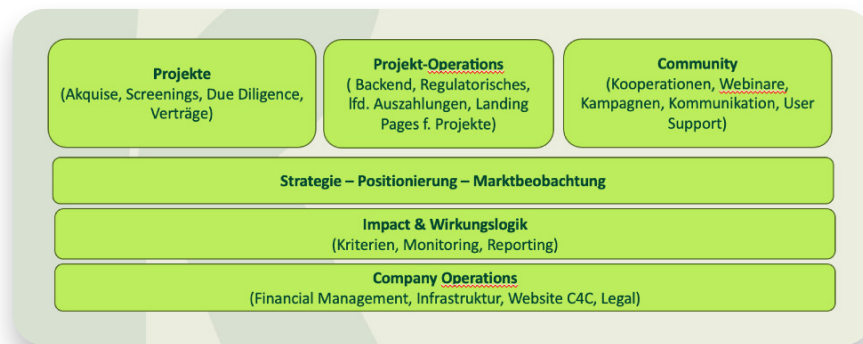 Projekte
(Akquise, Screenings, Due Diligence,
Verträge)
Projekt-Operations
( Backend, Regulatorisches,
lfd. Auszahlungen, Landing
Pages f. Projekte)
Community
(Kooperationen, Webinare,
Kampagnen, Kommunikation, User
Support)
Strategie – Positionierung – Marktbeobachtung
Impact & Wirkungslogik
(Kriterien, Monitoring, Reporting)
Company Operations
(Financial Management, Infrastruktur, Website C4C, Legal)